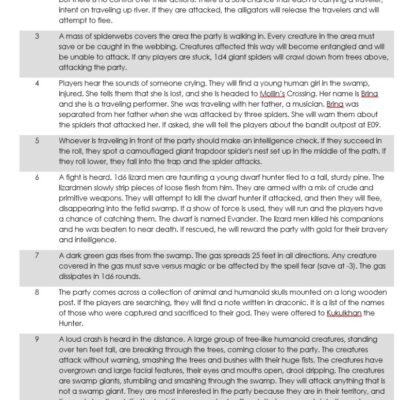 intent on traveling up river. If they are attacked, the alligators will release the travelers and will
attempt to flee.
3 A mass of spiderwebs covers the area the party is walking in. Every creature in the area must
save or be caught in the webbing. Creatures affected this way will become entangled and will
be unable to attack. If any players are stuck, 1d4 giant spiders will crawl down from trees above,
attacking the party.
4 Players hear the sounds of someone crying. They will find a young human girl in the swamp,
injured. She tells them that she is lost, and she is headed to Mollin's Crossing. Her name is Bring
and she is a traveling performer. She was traveling with her father, a musician. Bring was
separated from her father when she was attacked by three spiders. She will warn them about
the spiders that attacked her. If asked, she will tell the players about the bandit outpost at E09.
5 Whoever is traveling in front of the party should make an intelligence check. If they succeed in
the roll, they spot a camouflaged giant trapdoor spider's nest set up in the middle of the path. If
they roll lower, they fall into the trap and the spider attacks.
6 A fight is heard. 1d6 lizard men are taunting a young dwarf hunter tied to a tall, sturdy pine. The
lizardmen slowly strip pieces of loose flesh from him. They are armed with a mix of crude and
primitive weapons. They will attempt to kill the dwarf hunter if attacked, and then they will flee,
disappearing into the fetid swamp. If a show of force is used, they will run and the players have
a chance of catching them. The dwarf is named Evander. The lizard men killed his companions
and he was beaten to near death. If rescued, he will reward the party with gold for their bravery
and intelligence.
7 A dark green gas rises from the swamp. The gas spreads 25 feet in all directions. Any creature
covered in the gas must save versus magic or be affected by the spell fear (save at -3). The gas
dissipates in 1d6 rounds.
8 The party comes across a collection of animal and humanoid skulls mounted on a long wooden
post. If the players are searching, they will find a note written in draconic. It is a list of the names
of those who were captured and sacrificed to their god. They were offered to Kukulkhan the
Hunter.
9 A loud crash is heard in the distance. A large group of tree-like humanoid creatures, standing
over ten feet tall, are breaking through the trees, coming closer to the party. The creatures
attack without warning, smashing the trees and bushes with their huge fists. The creatures have
overgrown and large facial features, their eyes and mouths open, drool dripping. The creatures
are swamp giants, stumbling and smashing through the swamp. They will attack anything that is
not a swamp giant. They are most interested in the party because they are in their territory, and